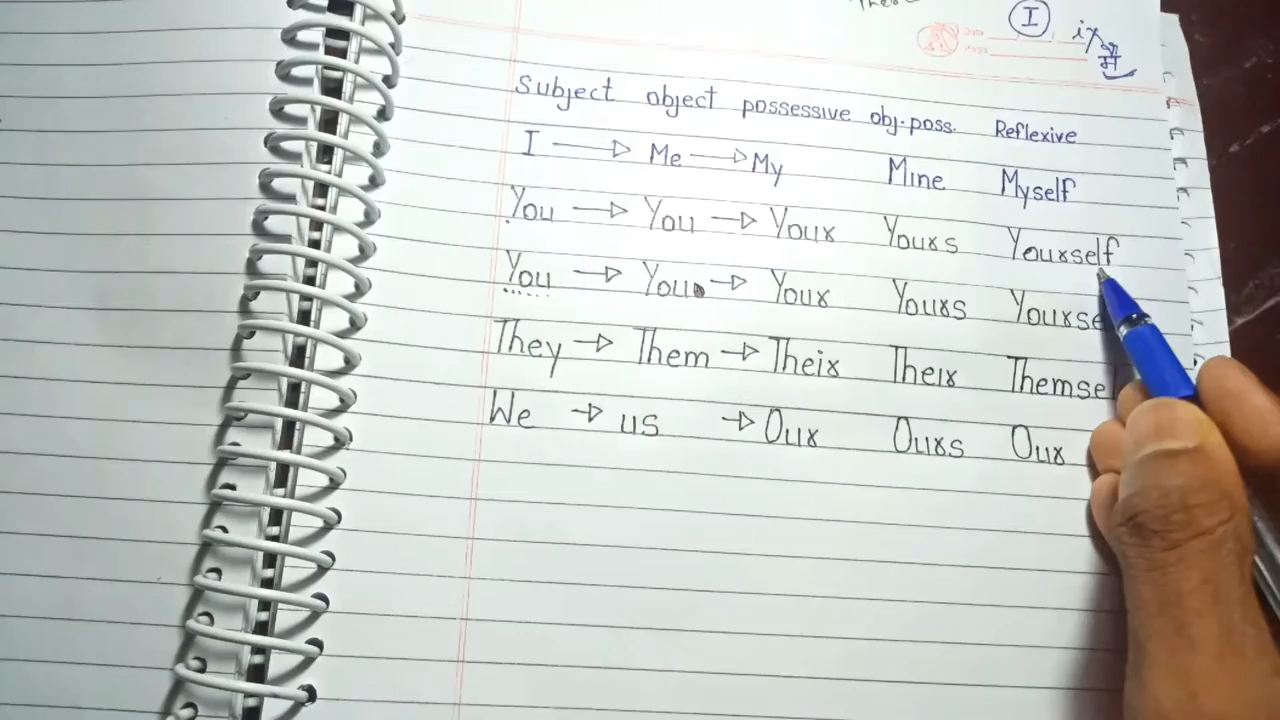 I
Subject object possessive obj.poss. Reflexive
I Me My Mine Myself
You You Your Yours Yourself
You You Your Yours Yourse
They Them Their Their Themsel
We us Our Ours Our